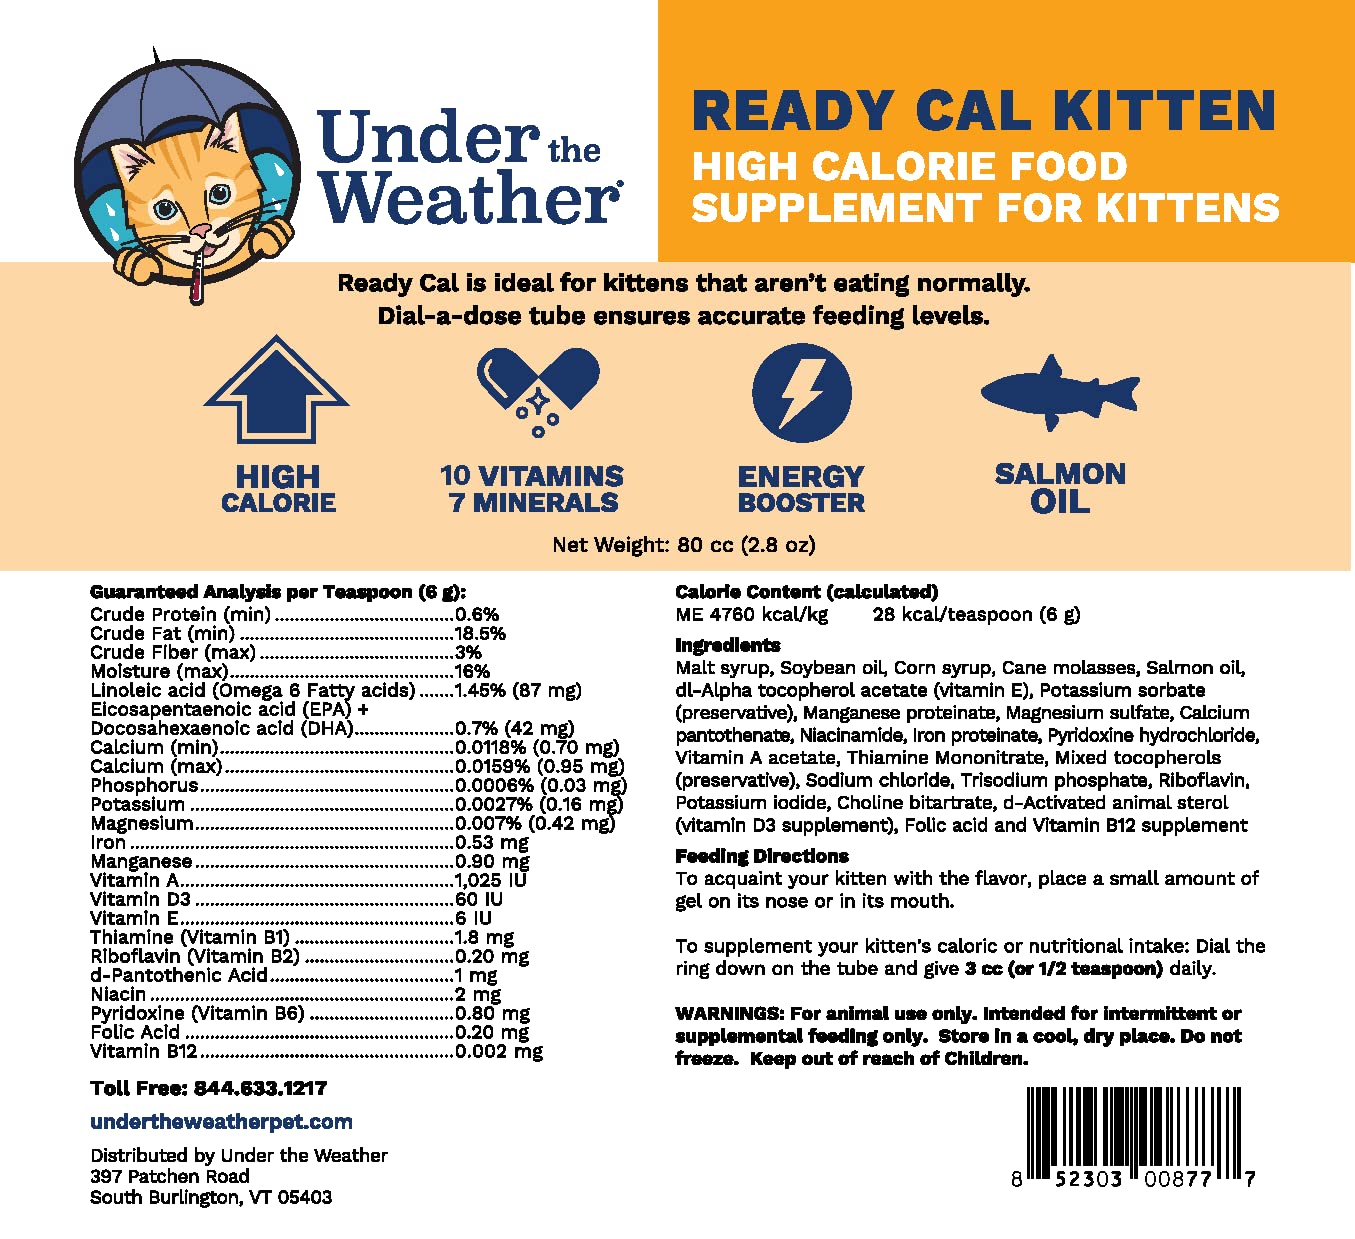 Under the
Weather
READY CAL KITTEN
HIGH CALORIE FOOD
SUPPLEMENT FOR KITTENS
Ready Cal is ideal for kittens that aren't eating normally.
Dial-a-dose tube ensures accurate feeding levels.
HIGH
CALORIE
10 VITAMINS
7 MINERALS
ENERGY
BOOSTER
SALMON
OIL
Net Weight: 80 cc (2.8 oz)
Guaranteed Analysis per Teaspoon (6 g):
Crude Protein (min)....................................0.6%
Crude Fat (min) ...........................................18.5%
Crude Fiber (max).......................................3%
Moisture (max).............................................16%
Linoleic acid (Omega 6 Fatty acids).......1.45% (87 mg)
Eicosapentaenoic acid (EPA) +
Docosahexaenoic acid (DHA)....................0.7% (42 mg)
Calcium (min)...............................................0.0118% (0.70 mg)
Calcium (max)..............................................0.0159% (0.95 mg)
Phosphorus...................................................0.0006% (0.03 mg)
Potassium .....................................................0.0027% (0.16 mg)
Magnesium....................................................0.007% (0.42 mg)
Iron .................................................................0.53 mg
Manganese....................................................0.90 mg
Vitamin A.......................................................1,025 IU
Vitamin D3 ....................................................60 IU
Vitamin E.......................................................6 IU
Thiamine (Vitamin B1) ................................1.8 mg
Riboflavin (Vitamin B2) ..............................0.20 mg
d-Pantothenic Acid.....................................1 mg
Niacin .............................................................2 mg
Pyridoxine (Vitamin B6) .............................0.80 mg
Folic Acid ......................................................0.20 mg
Vitamin B12...................................................0.002 mg
Toll Free: 844.633.1217
undertheweatherpet.com
Distributed by Under the Weather
397 Patchen Road
South Burlington, VT 05403
Calorie Content (calculated)
ME 4760 kcal/kg 28 kcal/teaspoon (6 g)
Ingredients
Malt syrup, Soybean oil, Corn syrup, Cane molasses, Salmon oil,
dl-Alpha tocopherol acetate (vitamin E), Potassium sorbate
(preservative), Manganese proteinate, Magnesium sulfate, Calcium
pantothenate, Niacinamide, Iron proteinate, Pyridoxine hydrochloride,
Vitamin A acetate, Thiamine Mononitrate, Mixed tocopherols
(preservative), Sodium chloride, Trisodium phosphate, Riboflavin,
Potassium iodide, Choline bitartrate, d-Activated animal sterol
(vitamin D3 supplement), Folic acid and Vitamin B12 supplement
Feeding Directions
To acquaint your kitten with the flavor, place a small amount of
gel on its nose or in its mouth.
To supplement your kitten's caloric or nutritional intake: Dial the
ring down on the tube and give 3 cc (or 1/2 teaspoon) daily.
WARNINGS: For animal use only. Intended for intermittent or
supplemental feeding only. Store in a cool, dry place. Do not
freeze. Keep out of reach of Children.
8 52303 00877 7